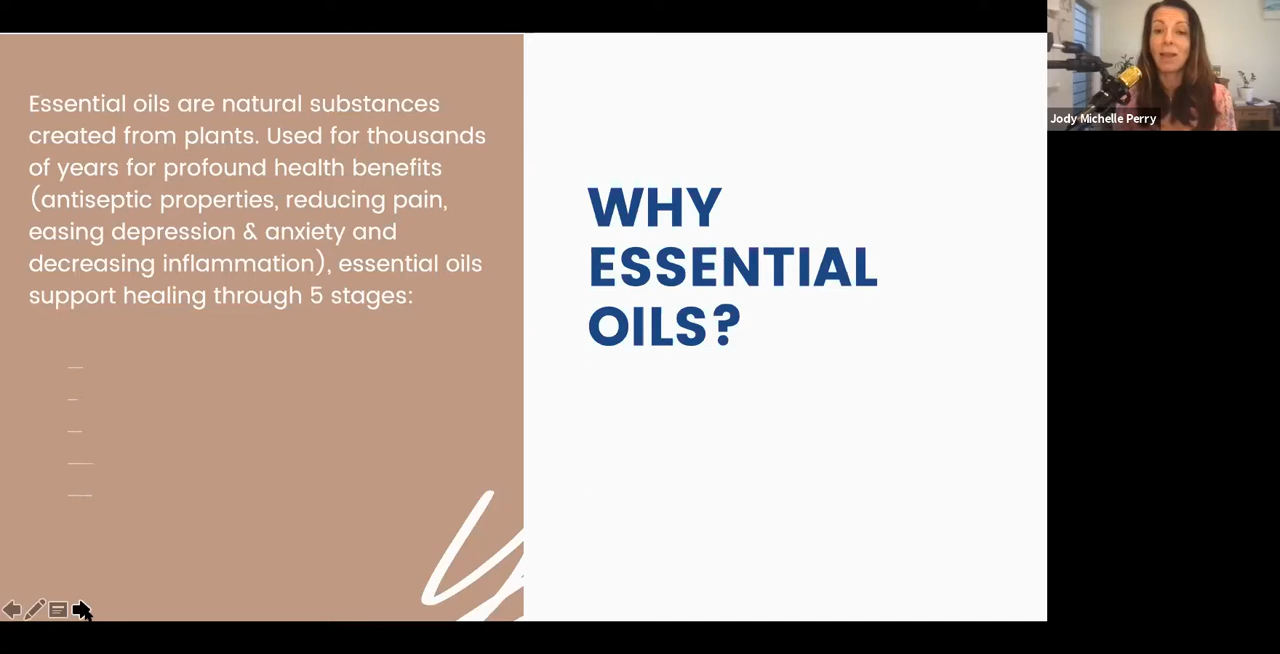 Essential oils are natural substances
created from plants. Used for thousands
of years for profound health benefits
(antiseptic properties, reducing pain,
easing depression & anxiety and
decreasing inflammation), essential oils
support healing through 5 stages:
WHY
ESSENTIAL
OILS?
Jody Michelle Perry